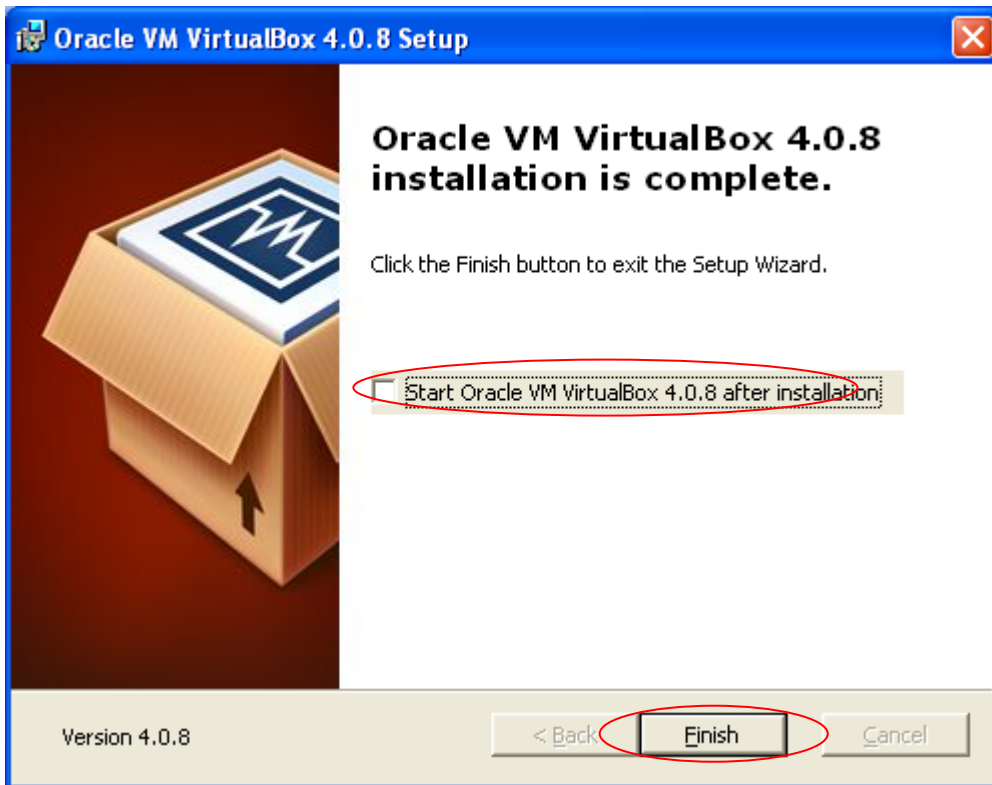 Oracle VM VirtualBox 4.0.8 Setup
Oracle VM VirtualBox 4.0.8
installation is complete.
Click the Finish button to exit the Setup Wizard.
Start Oracle VM VirtualBox 4.0.8 after installation
Version 4.0.8
< Back
Finish
Cancel